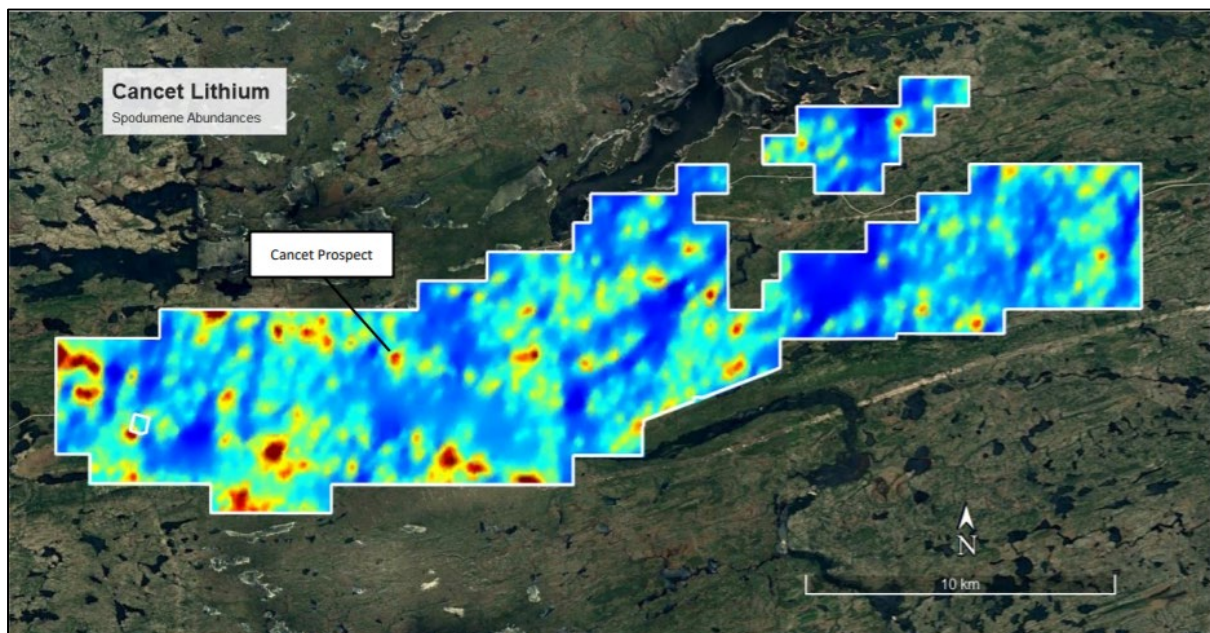 Cancet Lithium
Spodumene Abundances
Cancet Prospect
N
10 km